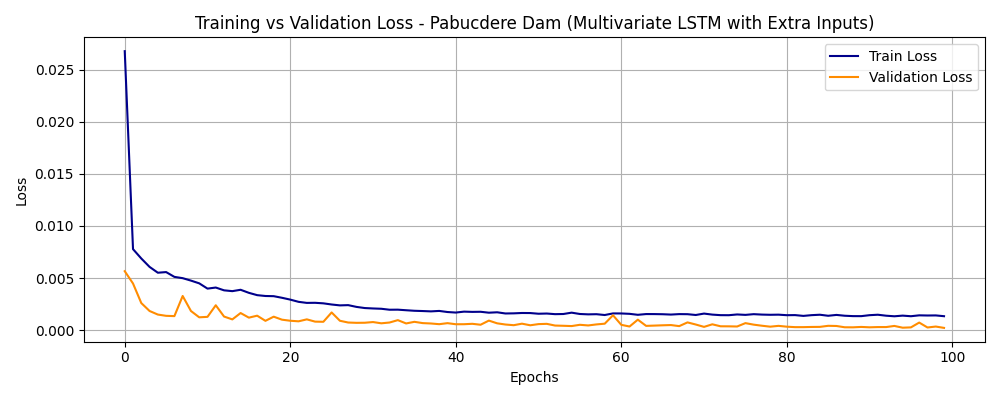 Training vs Validation Loss - Pabucdere Dam (Multivariate LSTM with Extra Inputs)
Train Loss
Validation Loss
0.025
0.020
0.015
0.010
0.005
0.000
Loss
0 20 40 60 80 100
Epochs